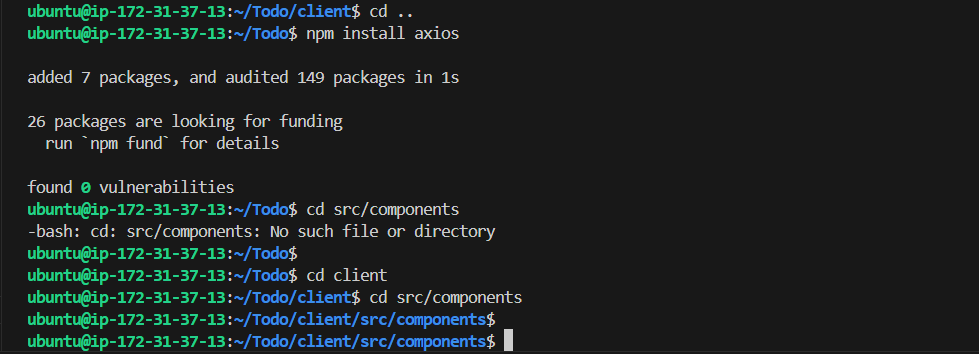 ubuntu@ip-172-31-37-13:~/Todo/client$ cd ..
ubuntu@ip-172-31-37-13:~/Todo$ npm install axios
added 7 packages, and audited 149 packages in 1s
26 packages are looking for funding
  run `npm fund` for details
found 0 vulnerabilities
ubuntu@ip-172-31-37-13:~/Todo$ cd src/components
-bash: cd: src/components: No such file or directory
ubuntu@ip-172-31-37-13:~/Todo$
ubuntu@ip-172-31-37-13:~/Todo$ cd client
ubuntu@ip-172-31-37-13:~/Todo/client$ cd src/components
ubuntu@ip-172-31-37-13:~/Todo/client/src/components$
ubuntu@ip-172-31-37-13:~/Todo/client/src/components$